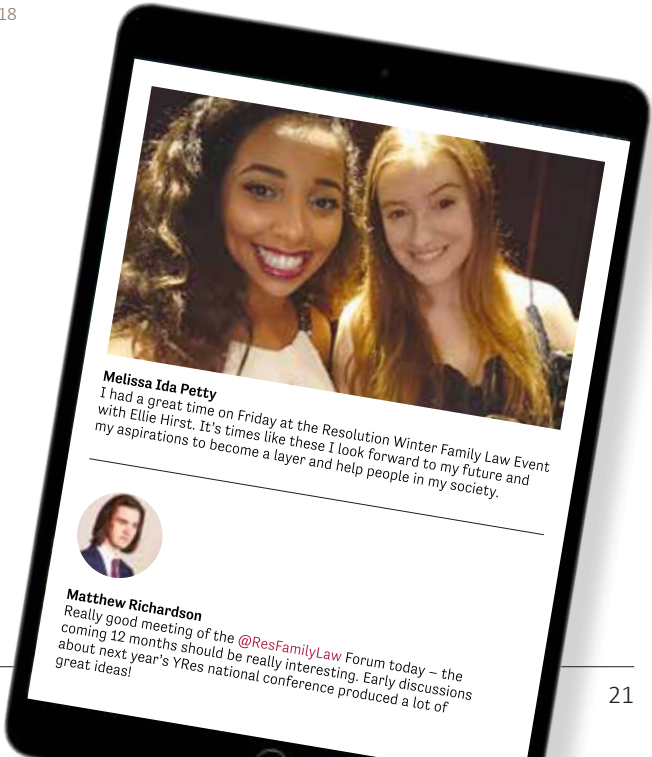 18
Melissa Ida Petty
I had a great time on Friday at the Resolution Winter Family Law Event
with Ellie Hirst. It’s times like these I look forward to my future and
my aspirations to become a layer and help people in my society.
Matthew Richardson
Really good meeting of the @ResFamilyLaw Forum today – the
coming 12 months should be really interesting. Early discussions
about next year’s YRes national conference produced a lot of
great ideas!
21